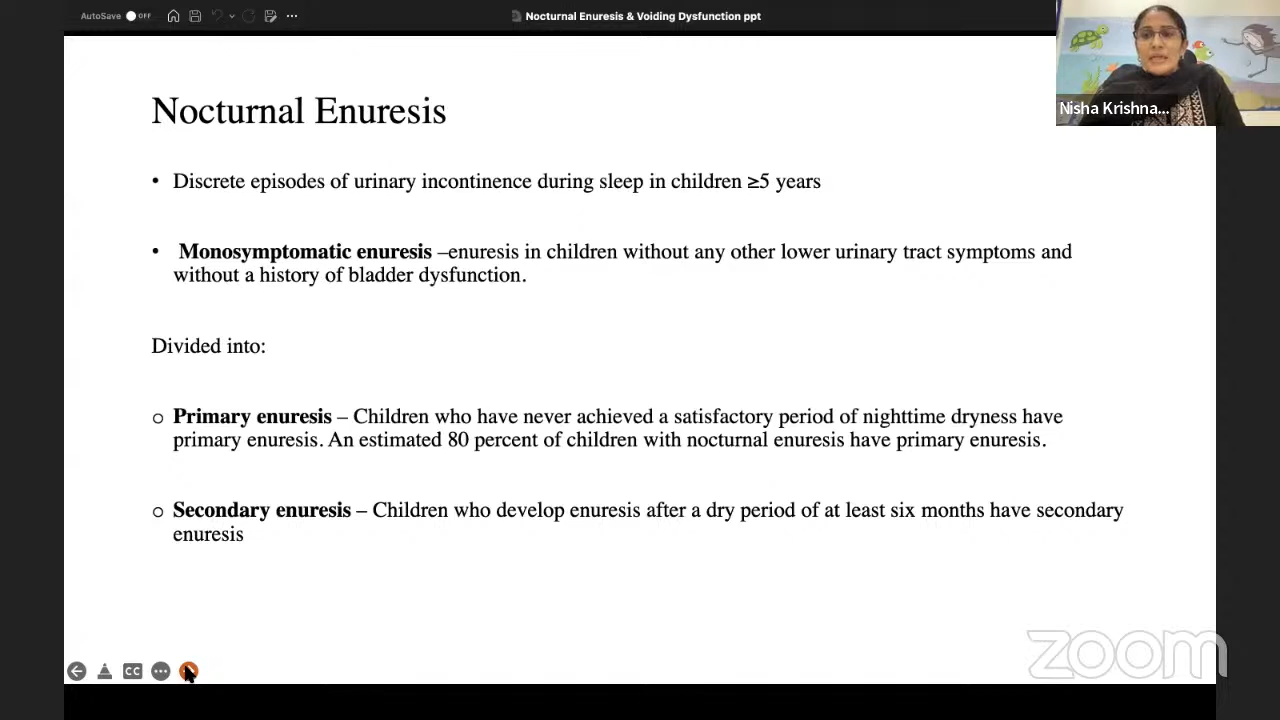 AutoSave OFF
Nocturnal Enuresis & Voiding Dysfunction ppt
Nisha Krishna...
Nocturnal Enuresis
• Discrete episodes of urinary incontinence during sleep in children ≥5 years
• Monosymptomatic enuresis –enuresis in children without any other lower urinary tract symptoms and
without a history of bladder dysfunction.
Divided into:
o Primary enuresis – Children who have never achieved a satisfactory period of nighttime dryness have
primary enuresis. An estimated 80 percent of children with nocturnal enuresis have primary enuresis.
o Secondary enuresis – Children who develop enuresis after a dry period of at least six months have secondary
enuresis
CC
zoom